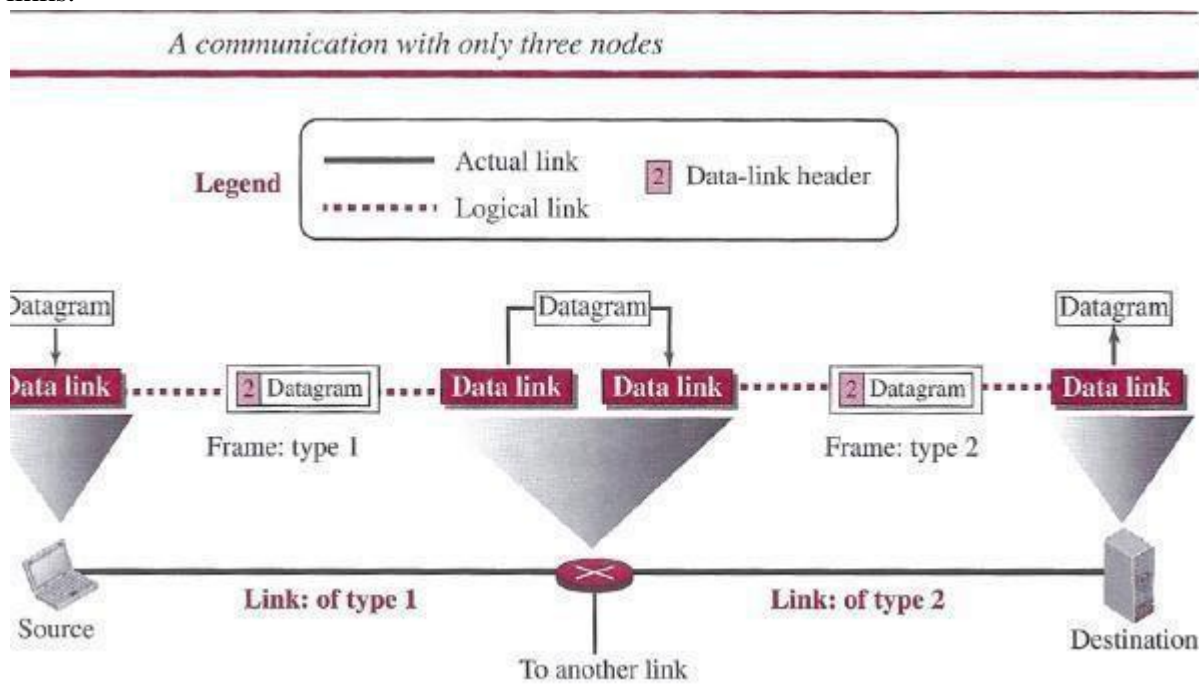 A communication with only three nodes
Legend
Actual link
2 Data-link header
Logical link
Datagram
Datagram
Datagram
Data link
2 Datagram
Data link
Data link
2 Datagram
Data link
Frame: type 1
Frame: type 2
Link: of type 1
Link: of type 2
Source
Destination
To another link